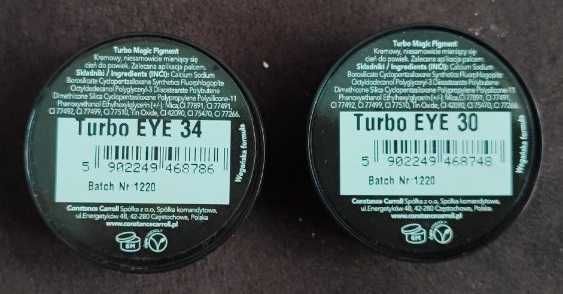 Turbo Magic Pigment
Kremowy, niesamowicie mieniący się
cień do powiek. Zalecana aplikacja palcem.
Składniki / Ingredients (INCI): Calcium Sodium
Borosilicate Cyclopentasiloxane Synthetic Fluorphlogopite
Octyldodecanol Polyglyceryl-3 Disostearate Polybutene
Dimethicone Silica Cyclopentasiloxane Polypropylene Polysilicone-11
Phenoxyethanol Ethylhexylglycerin (+/-): Mica, CI 77891, CI 77491,
CI 77492, CI 77499, CI 77510, Tin Oxide, CI 42090, CI 75470, CI 77266.
Turbo EYE 34
5 902249 468786
Batch Nr 1220
Wegańska formuła
Constance Carroll Spółka z o.o. Spółka komandytowa,
ul.Energetyków 48, 42-280 Częstochowa, Polska
www.constancecarroll.pl
6M
Turbo Magic Pigment
Kremowy, niesamowicie mieniący się
cień do powiek. Zalecana aplikacja palcem.
Składniki / Ingredients (INCI): Calcium Sodium
Borosilicate Cyclopentasiloxane Synthetic Fluorphlogopite
Octyldodecanol Polyglyceryl-3 Disostearate Polybutene
Dimethicone Silica Cyclopentasiloxane Polypropylene Polysilicone-11
Phenoxyethanol Ethylhexylglycerin (+/-): Mica, CI 77891, CI
77491, CI 77492, CI 77499, CI 77510, Tin Oxide, CI 42090, CI 75470, CI 77266.
Turbo EYE 30
5 902249 468748
Batch Nr 1220
Wegańska formuła
Constance Carroll Spółka z o.o. Spółka komandytowa,
ul.Energetyków 48, 42-280 Częstochowa, Polska
www.constancecarroll.pl
6M